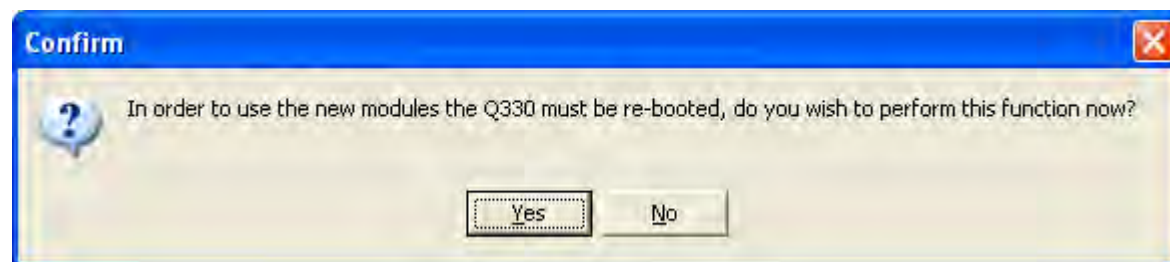 Confirm
In order to use the new modules the Q330 must be re-booted, do you wish to perform this function now?
Yes No